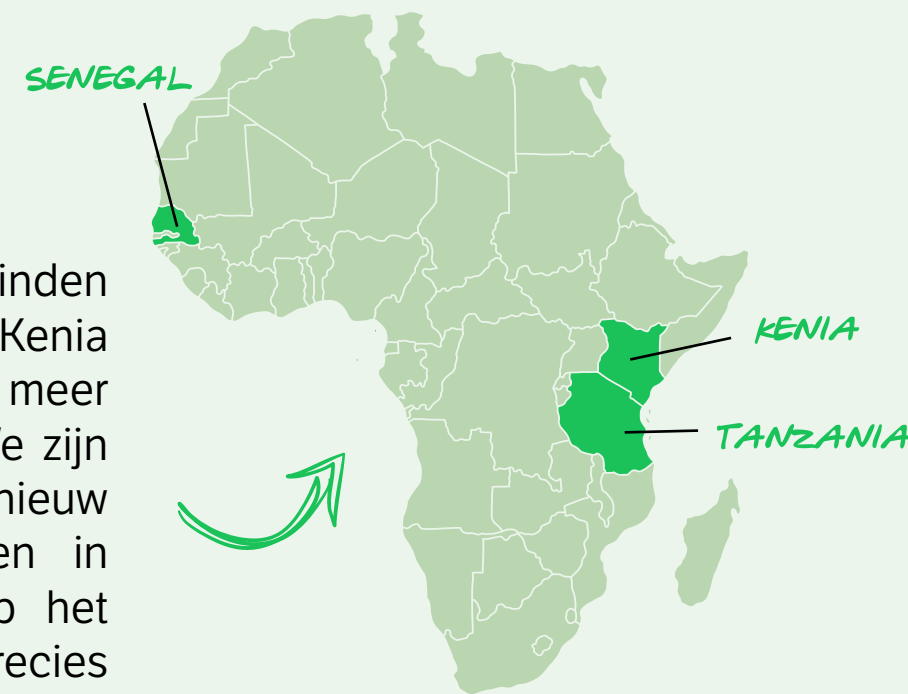 SENEGAL
inden
Kenia
meer
e zijn
nieuw
en in
het
recies
KENIA
TANZANIA